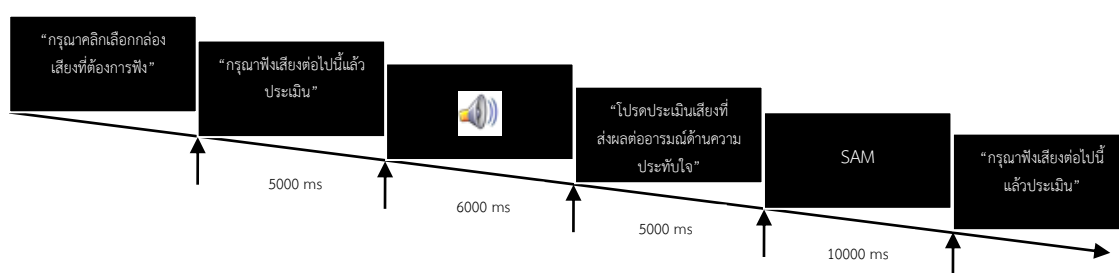 “กรุณาคลิกเลือกกล่อง
เสียงที่ต้องการฟัง”
“กรุณาฟังเสียงต่อไปนี้แล้ว
ประเมิน”
“โปรดประเมินเสียงที่
ส่งผลต่ออารมณ์ด้านความ
ประทับใจ”
SAM
“กรุณาฟังเสียงต่อไปนี้
แล้วประเมิน”
5000 ms
6000 ms
5000 ms
10000 ms